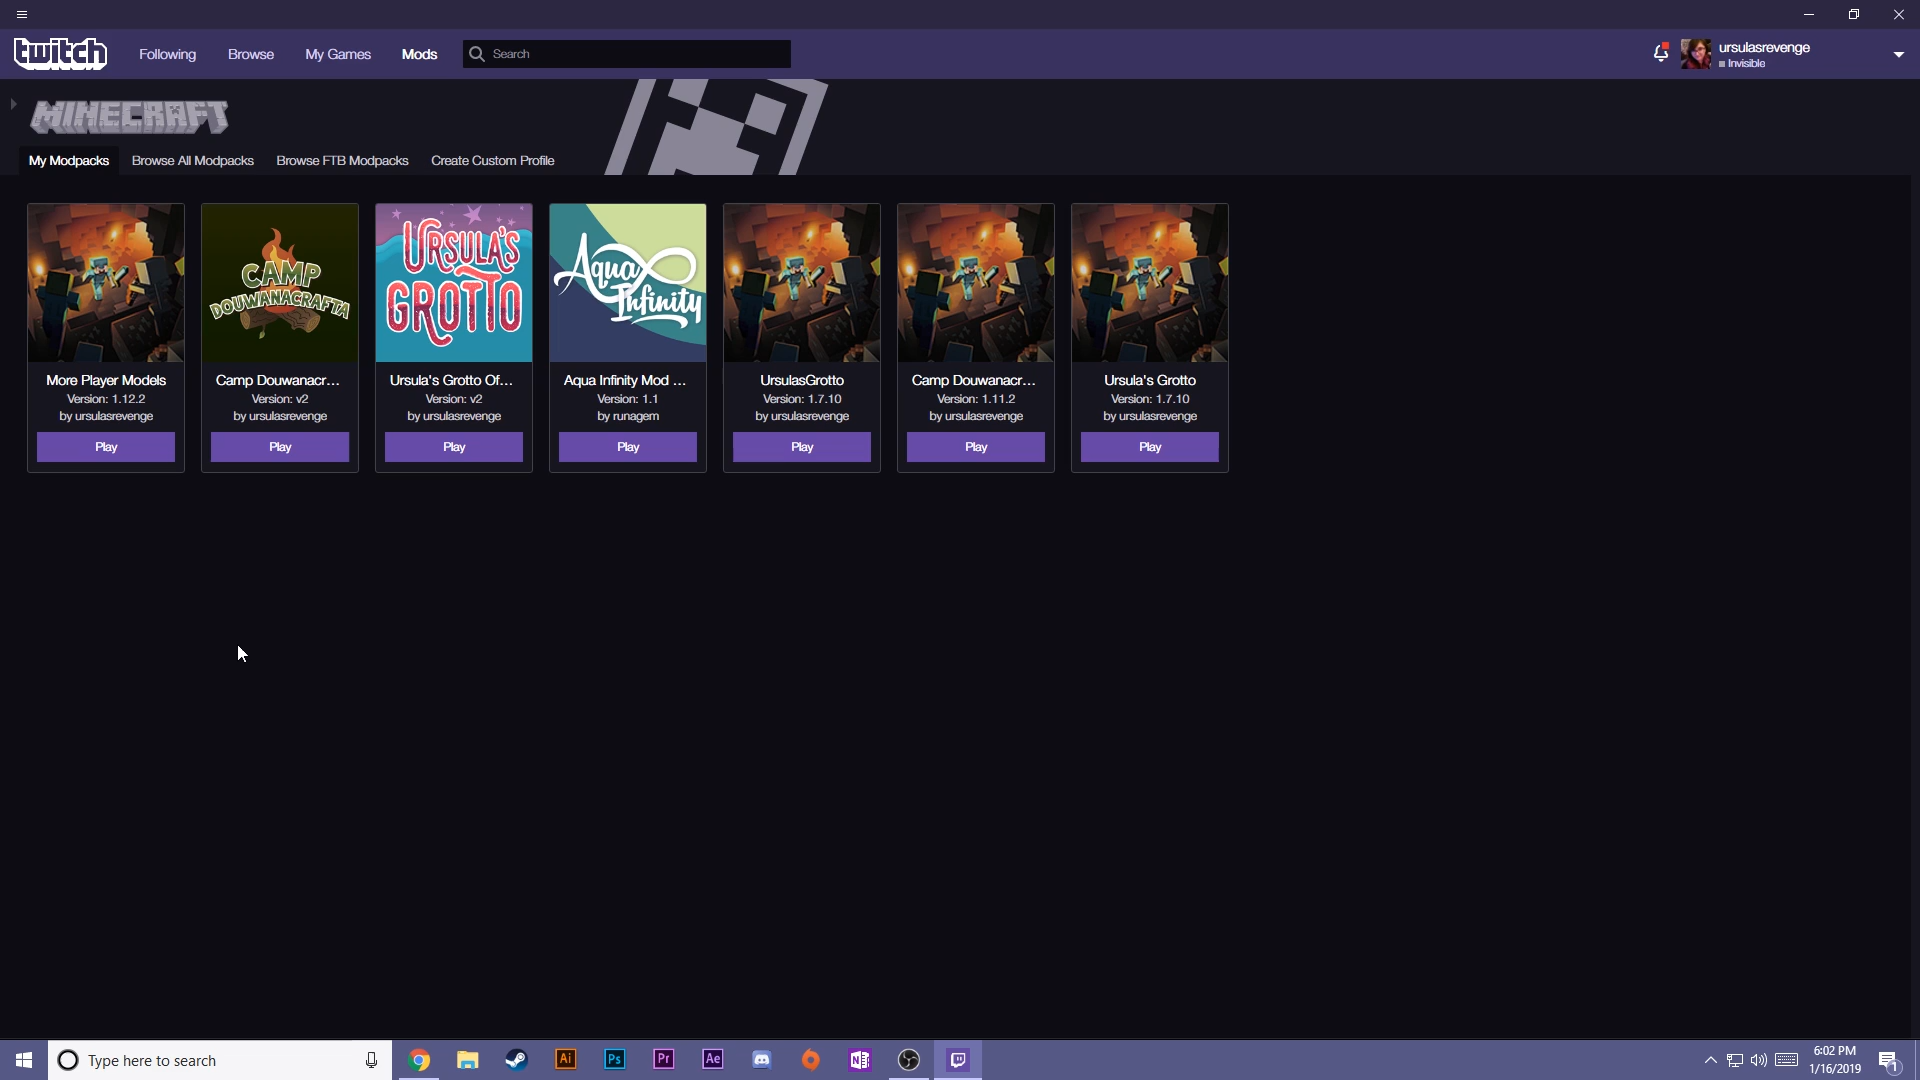 twitch
Following
Browse
My Games
Mods
Search
ursulasrevenge
Invisible
MINECRAFT
My Modpacks
Browse All Modpacks
Browse FTB Modpacks
Create Custom Profile
CAMP
DOUWANACRAFTA
URSULA'S
GROTTO
Aqua
Infinity
More Player Models
Version: 1.12.2
by ursulasrevenge
Play
Camp Douwanacr...
Version: v2
by ursulasrevenge
Play
Ursula's Grotto Of...
Version: v2
by ursulasrevenge
Play
Aqua Infinity Mod ...
Version: 1.1
by runagem
Play
UrsulasGrotto
Version: 1.7.10
by ursulasrevenge
Play
Camp Douwanacr...
Version: 1.11.2
by ursulasrevenge
Play
Ursula's Grotto
Version: 1.7.10
by ursulasrevenge
Play
Type here to search
Ai
Ps
Pr
Ae
N
6:02 PM
1/16/2019
1